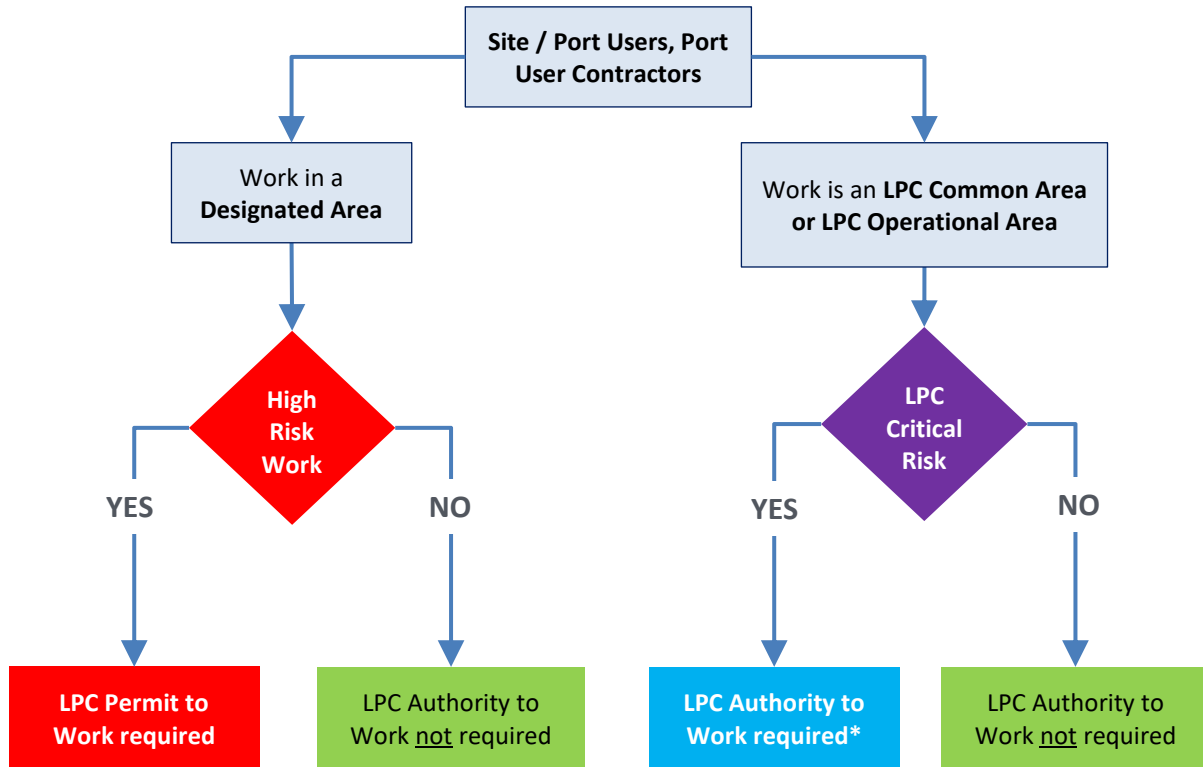 Site / Port Users, Port
User Contractors
Work in a
Designated Area
Work is an LPC Common Area
or LPC Operational Area
High
Risk
Work
LPC
Critical
Risk
YES
NO
YES
NO
LPC Permit to
Work required
LPC Authority to
Work not required
LPC Authority to
Work required*
LPC Authority to
Work not required